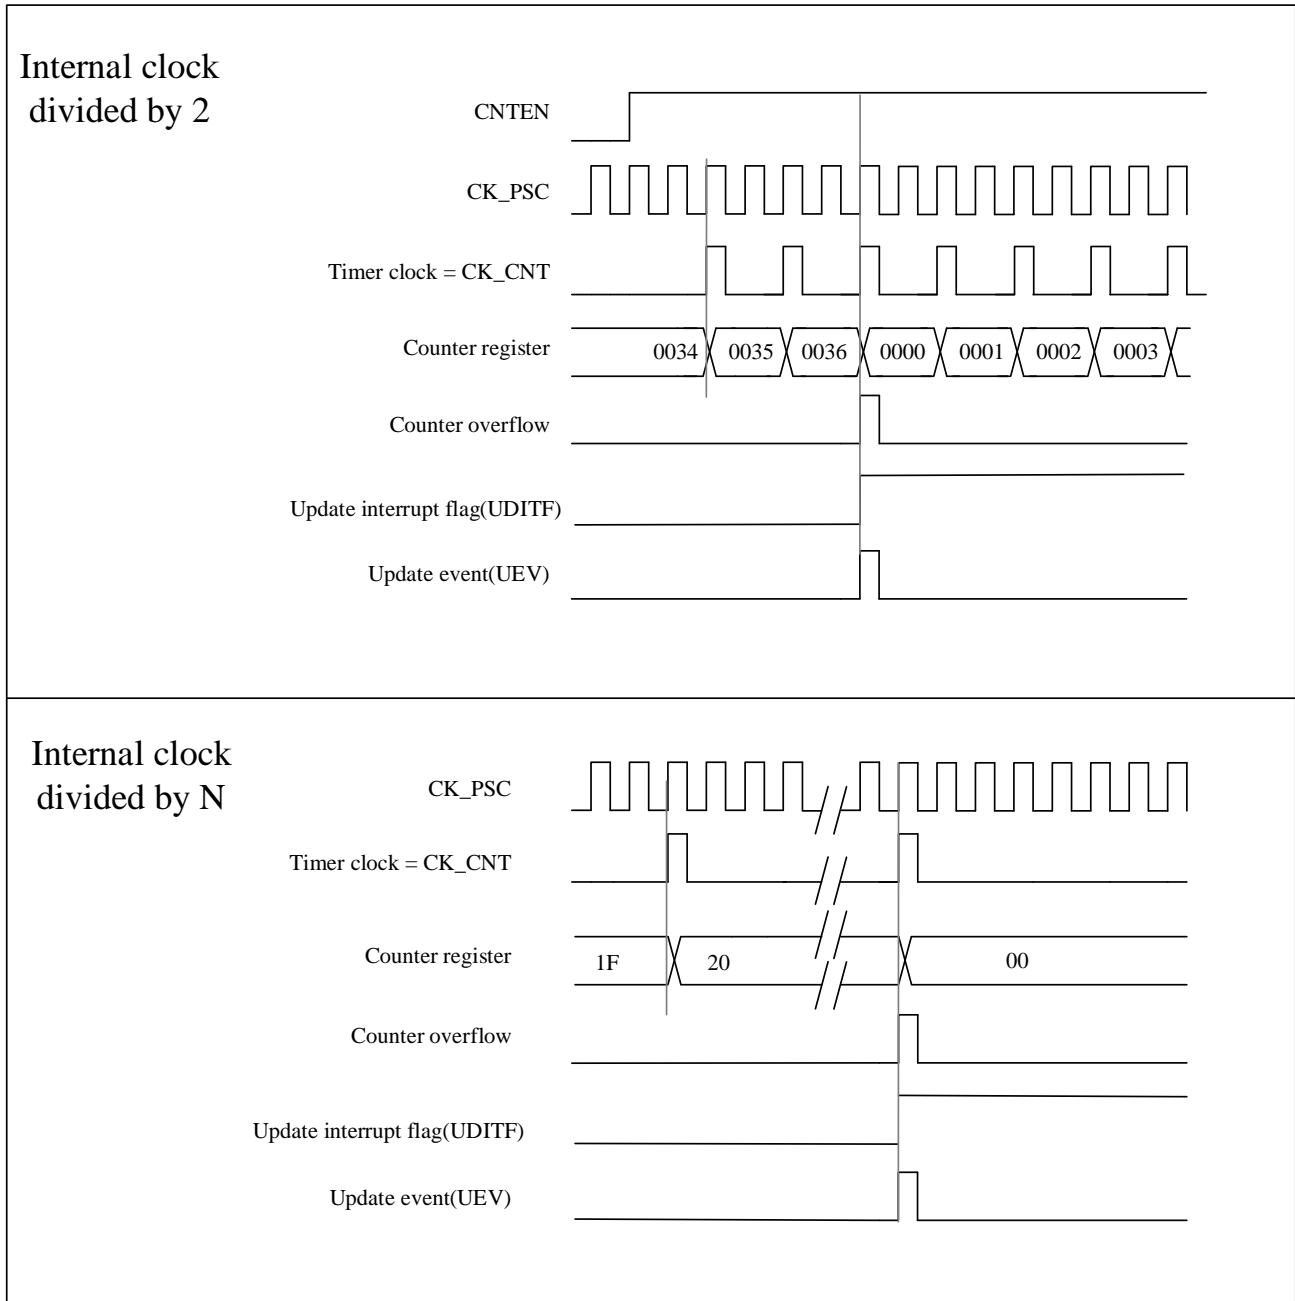 Internal clock
divided by 2
CNTEN
CK_PSC
Timer clock = CK_CNT
Counter register
0034 0035 0036 0000 0001 0002 0003
Counter overflow
Update interrupt flag(UDITF)
Update event(UEV)
Internal clock
divided by N
CK_PSC
Timer clock = CK_CNT
Counter register
1F 20 00
Counter overflow
Update interrupt flag(UDITF)
Update event(UEV)